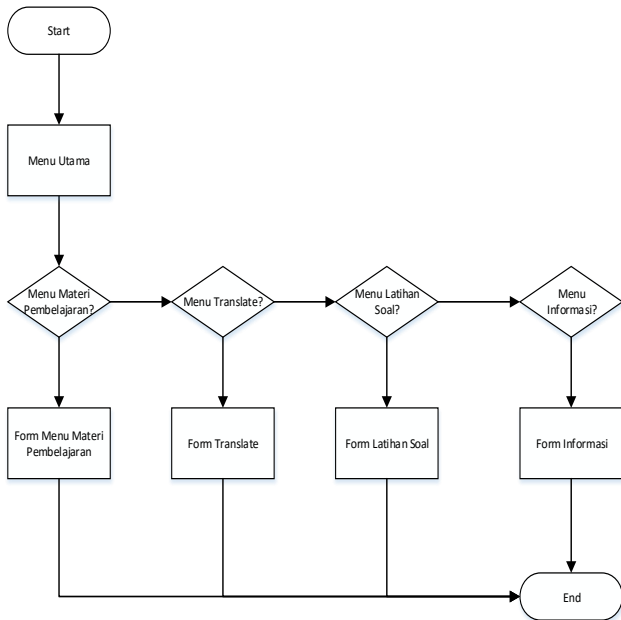 Start
Menu Utama
Menu Materi
Pembelajaran?
Menu Translate?
Menu Latihan
Soal?
Menu
Informasi?
Form Menu Materi
Pembelajaran
Form Translate
Form Latihan Soal
Form Informasi
End